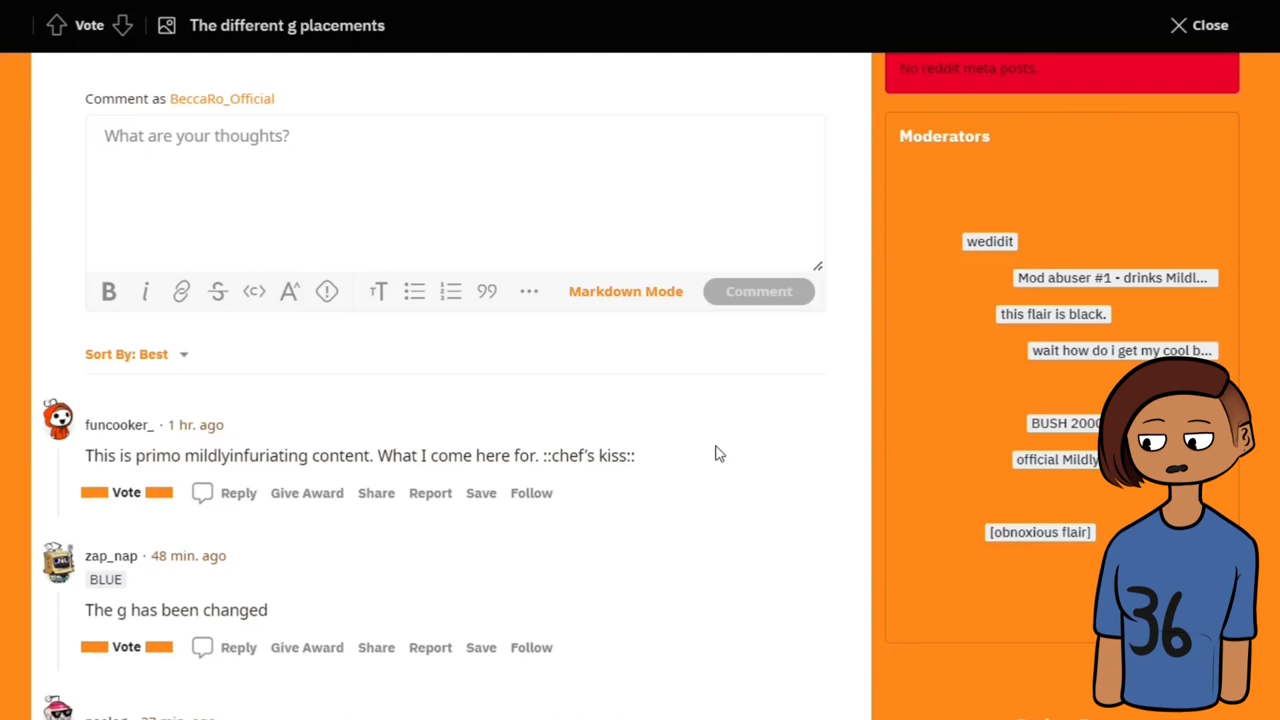 Vote
The different g placements
Close
No reddit meta posts.
Comment as BeccaRo_Official
What are your thoughts?
Markdown Mode
Comment
Sort By: Best
funcooker_ · 1 hr. ago
This is primo mildlyinfuriating content. What I come here for. ::chef's kiss::
Vote Reply Give Award Share Report Save Follow
zap_nap · 48 min. ago
BLUE
The g has been changed
Vote Reply Give Award Share Report Save Follow
Moderators
wedidit
Mod abuser #1 - drinks Mildl...
this flair is black.
wait how do i get my cool b...
BUSH 2000
official Mildly
[obnoxious flair]
36